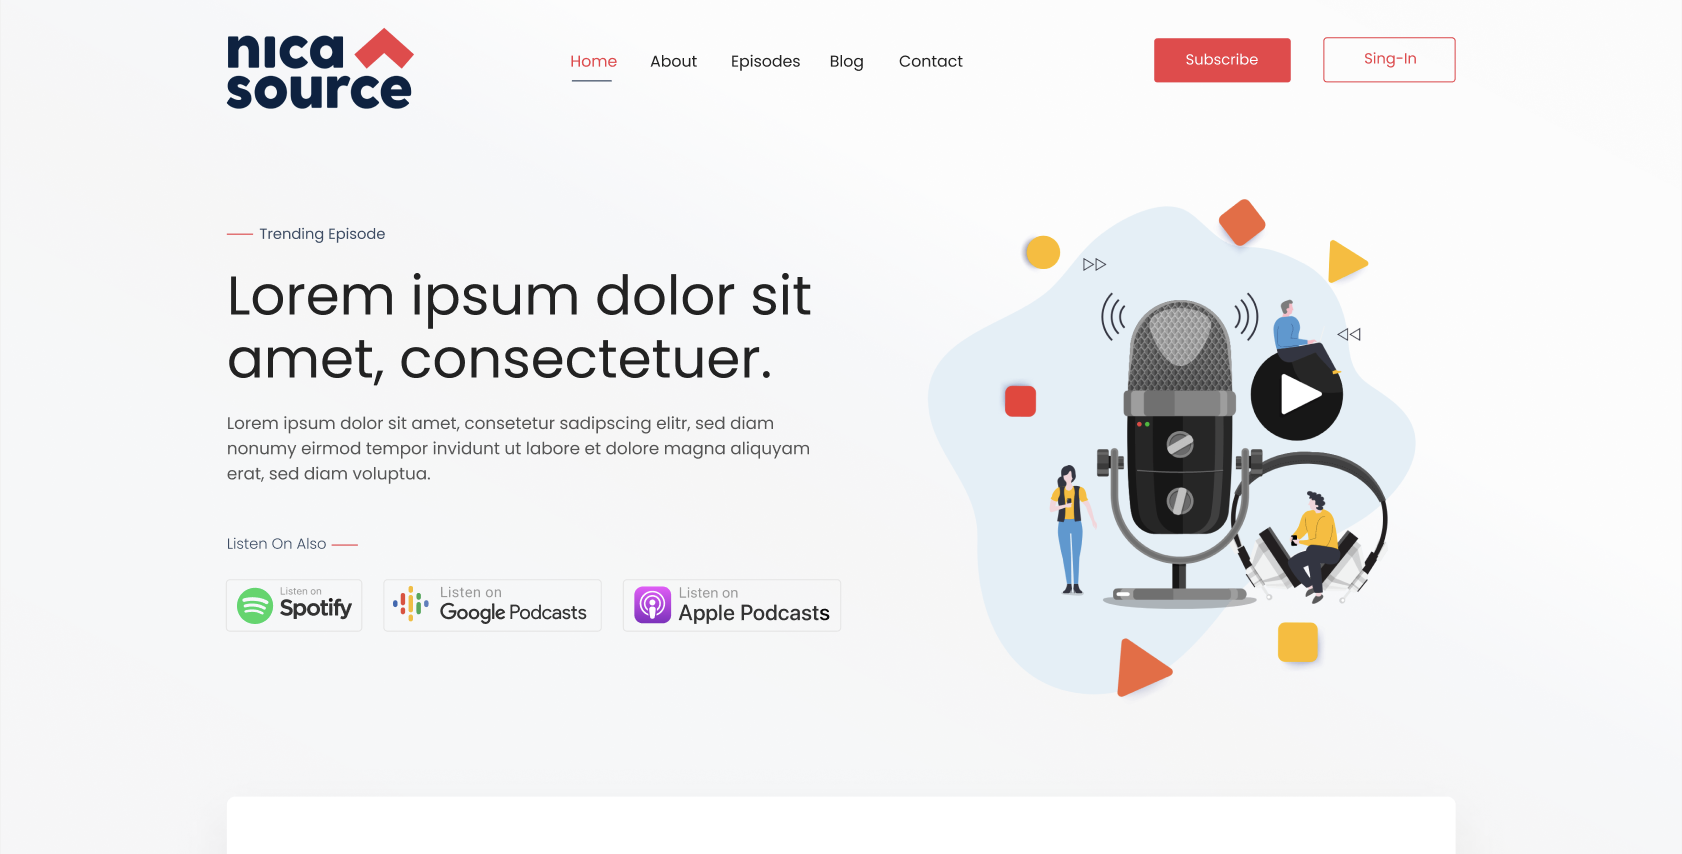 nica
source
Home About Episodes Blog Contact
Subscribe
Sing-In
Trending Episode
Lorem ipsum dolor sit
amet, consectetuer.
Lorem ipsum dolor sit amet, consetetur sadipscing elitr, sed diam
nonumy eirmod tempor invidunt ut labore et dolore magna aliquyam
erat, sed diam voluptua.
Listen On Also
Listen on
Spotify
Listen on
Google Podcasts
Listen on
Apple Podcasts